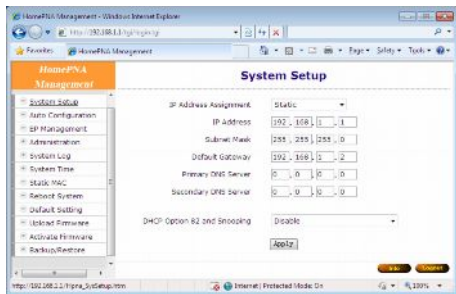 HomePNA Management - Windows Internet Explorer
Favorites
HomePNA Management
Page
Safety
Tools
HomePNA
Management
System Setup
Auto Configuration
EP Management
Administration
System Log
System Time
Static MAC
Reboot System
Default Setting
Upload Firmware
Activate Firmware
Backup/Restore
System Setup
IP Address Assignment Static
IP Address 192 . 168 . 1 . 1
Subnet Mask 255 . 255 . 255 . 0
Default Gateway 192 . 168 . 1 . 2
Primary DNS Server 0 . 0 . 0 . 0
Secondary DNS Server 0 . 0 . 0 . 0
DHCP Option 82 and Snooping Disable
Apply
Internet | Protected Mode: On
100%